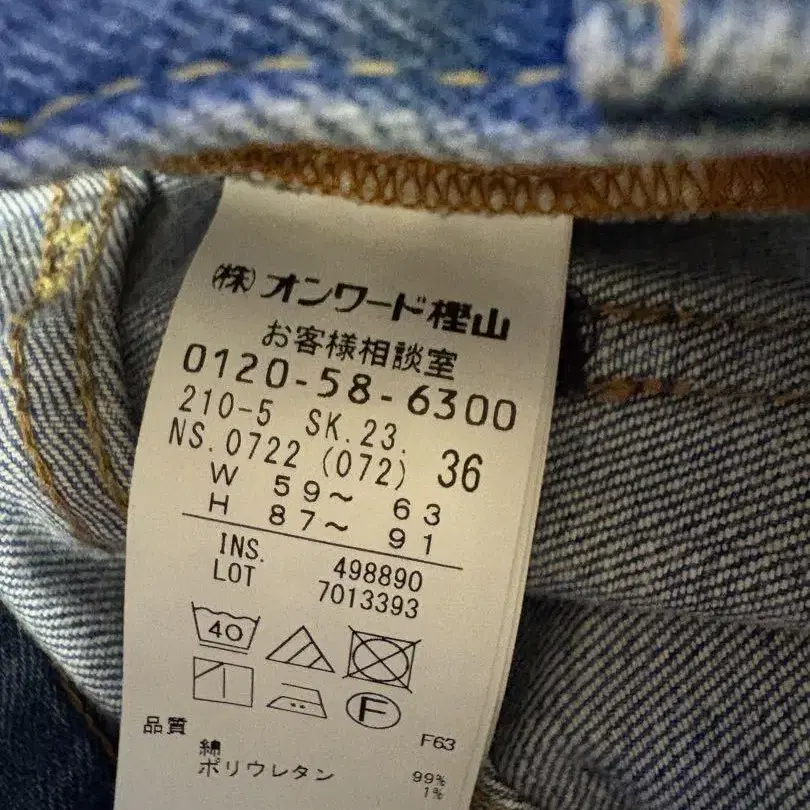 (株)オンワード樫山
お客様相談室
0120-58-6300
210-5 SK.23.
NS.0722 (072) 36
W 59～ 63
H 87～ 91
INS. 498890
LOT 7013393
40
F
F63
品質
綿 99%
ポリウレタン 1%